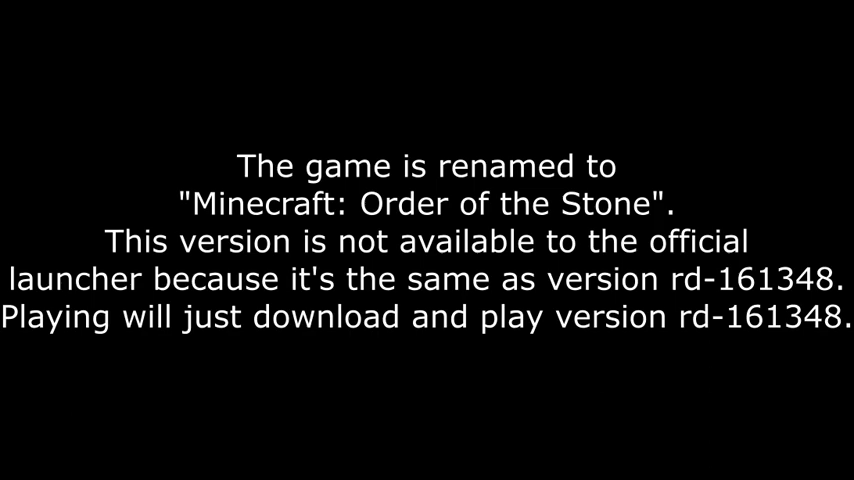 The game is renamed to
"Minecraft: Order of the Stone".
This version is not available to the official
launcher because it's the same as version rd-161348.
Playing will just download and play version rd-161348.